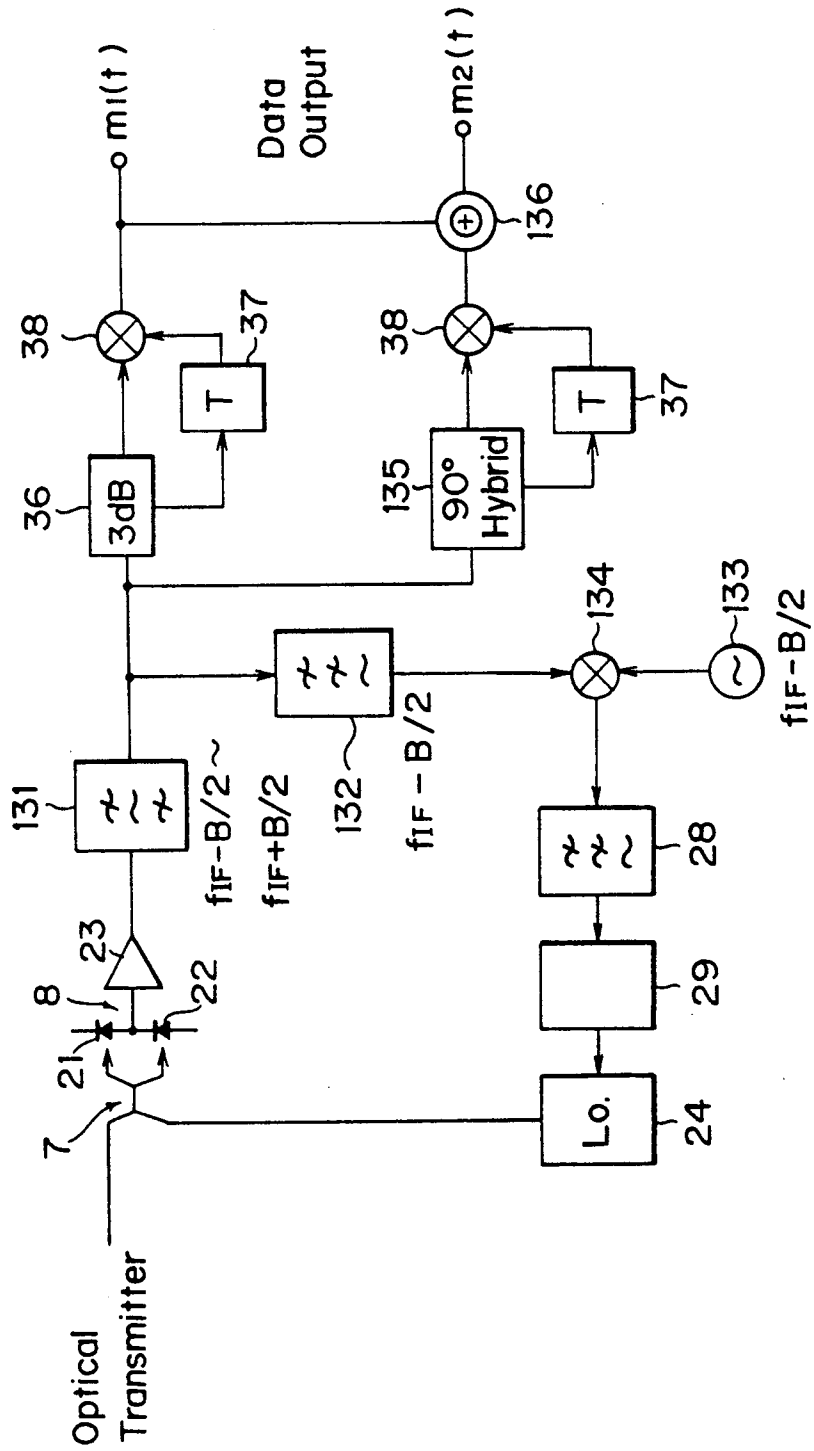 Optical
Transmitter
7
21
8
22
23
131
fIF-B/2~
fIF+B/2
132
fIF-B/2
36
3dB
37
T
38
m1(t)
Data
Output
135
90°
Hybrid
37
T
38
136
m2(t)
134
133
fIF-B/2
28
29
24
Lo.